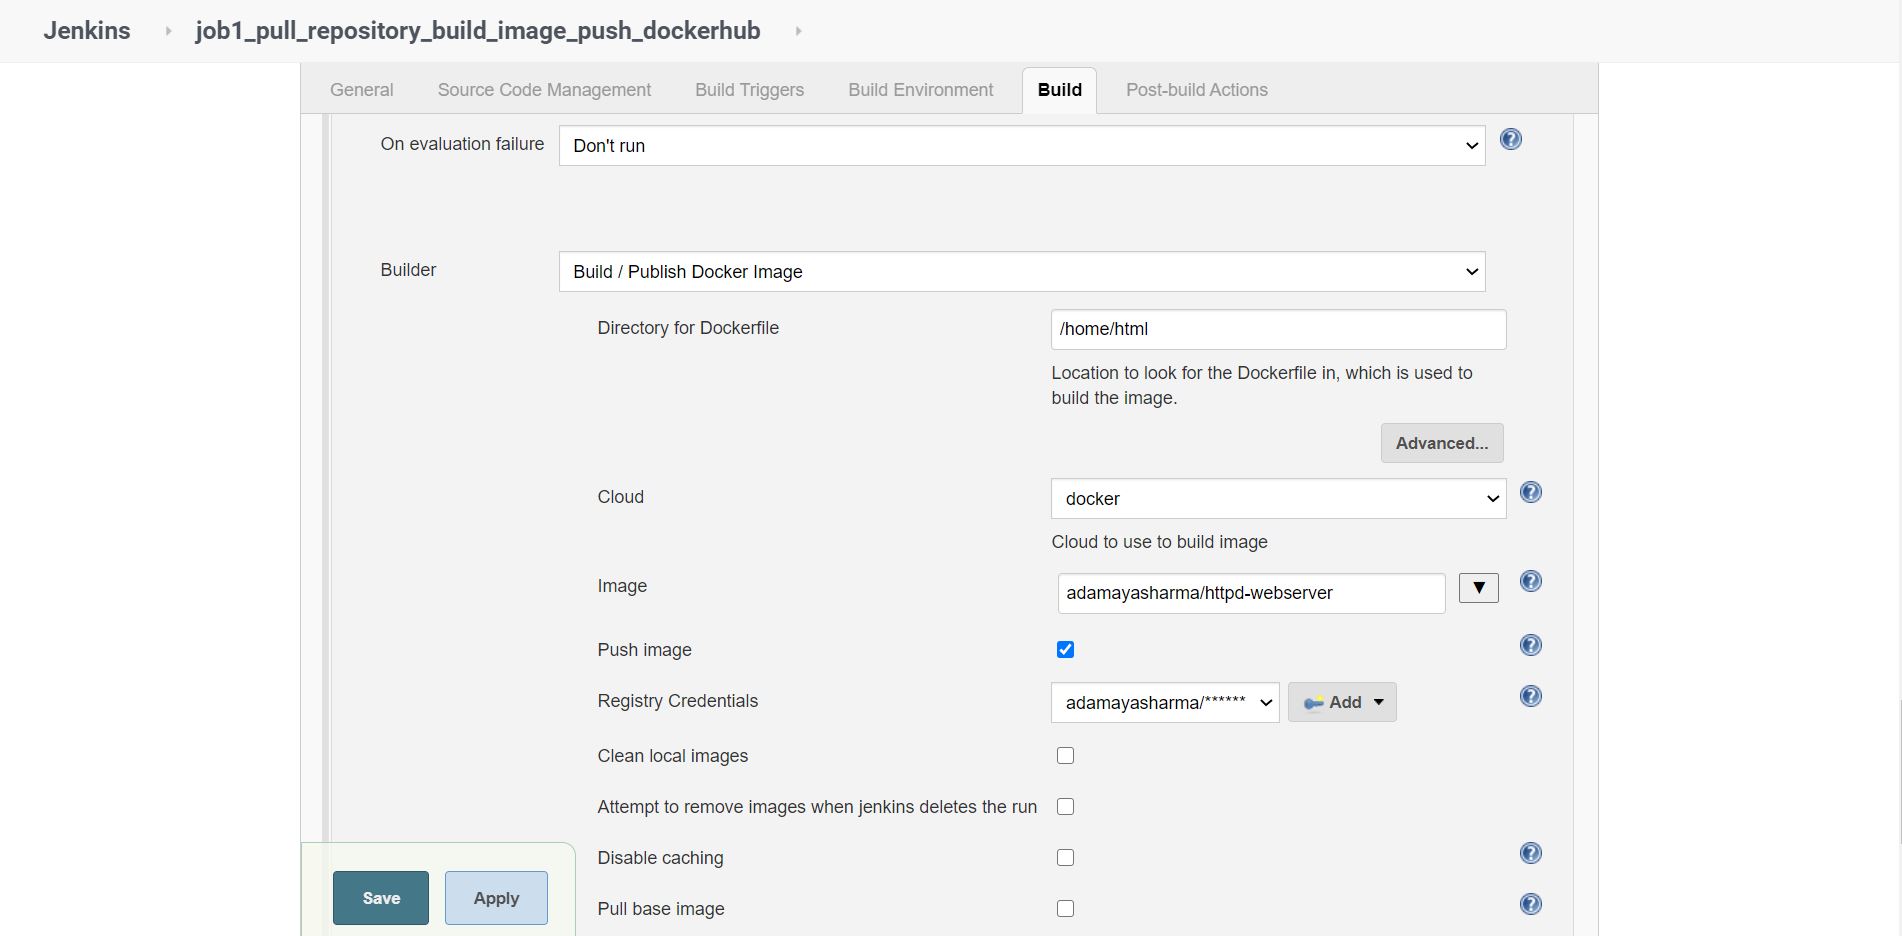 Jenkins
job1_pull_repository_build_image_push_dockerhub
General
Source Code Management
Build Triggers
Build Environment
Build
Post-build Actions
On evaluation failure
Don't run
Builder
Build / Publish Docker Image
Directory for Dockerfile
/home/html
Location to look for the Dockerfile in, which is used to
build the image.
Advanced...
Cloud
docker
Cloud to use to build image
Image
adamayasharma/httpd-webserver
▼
Push image
Registry Credentials
adamayasharma/******
Add
Clean local images
Attempt to remove images when jenkins deletes the run
Disable caching
Pull base image
Save
Apply